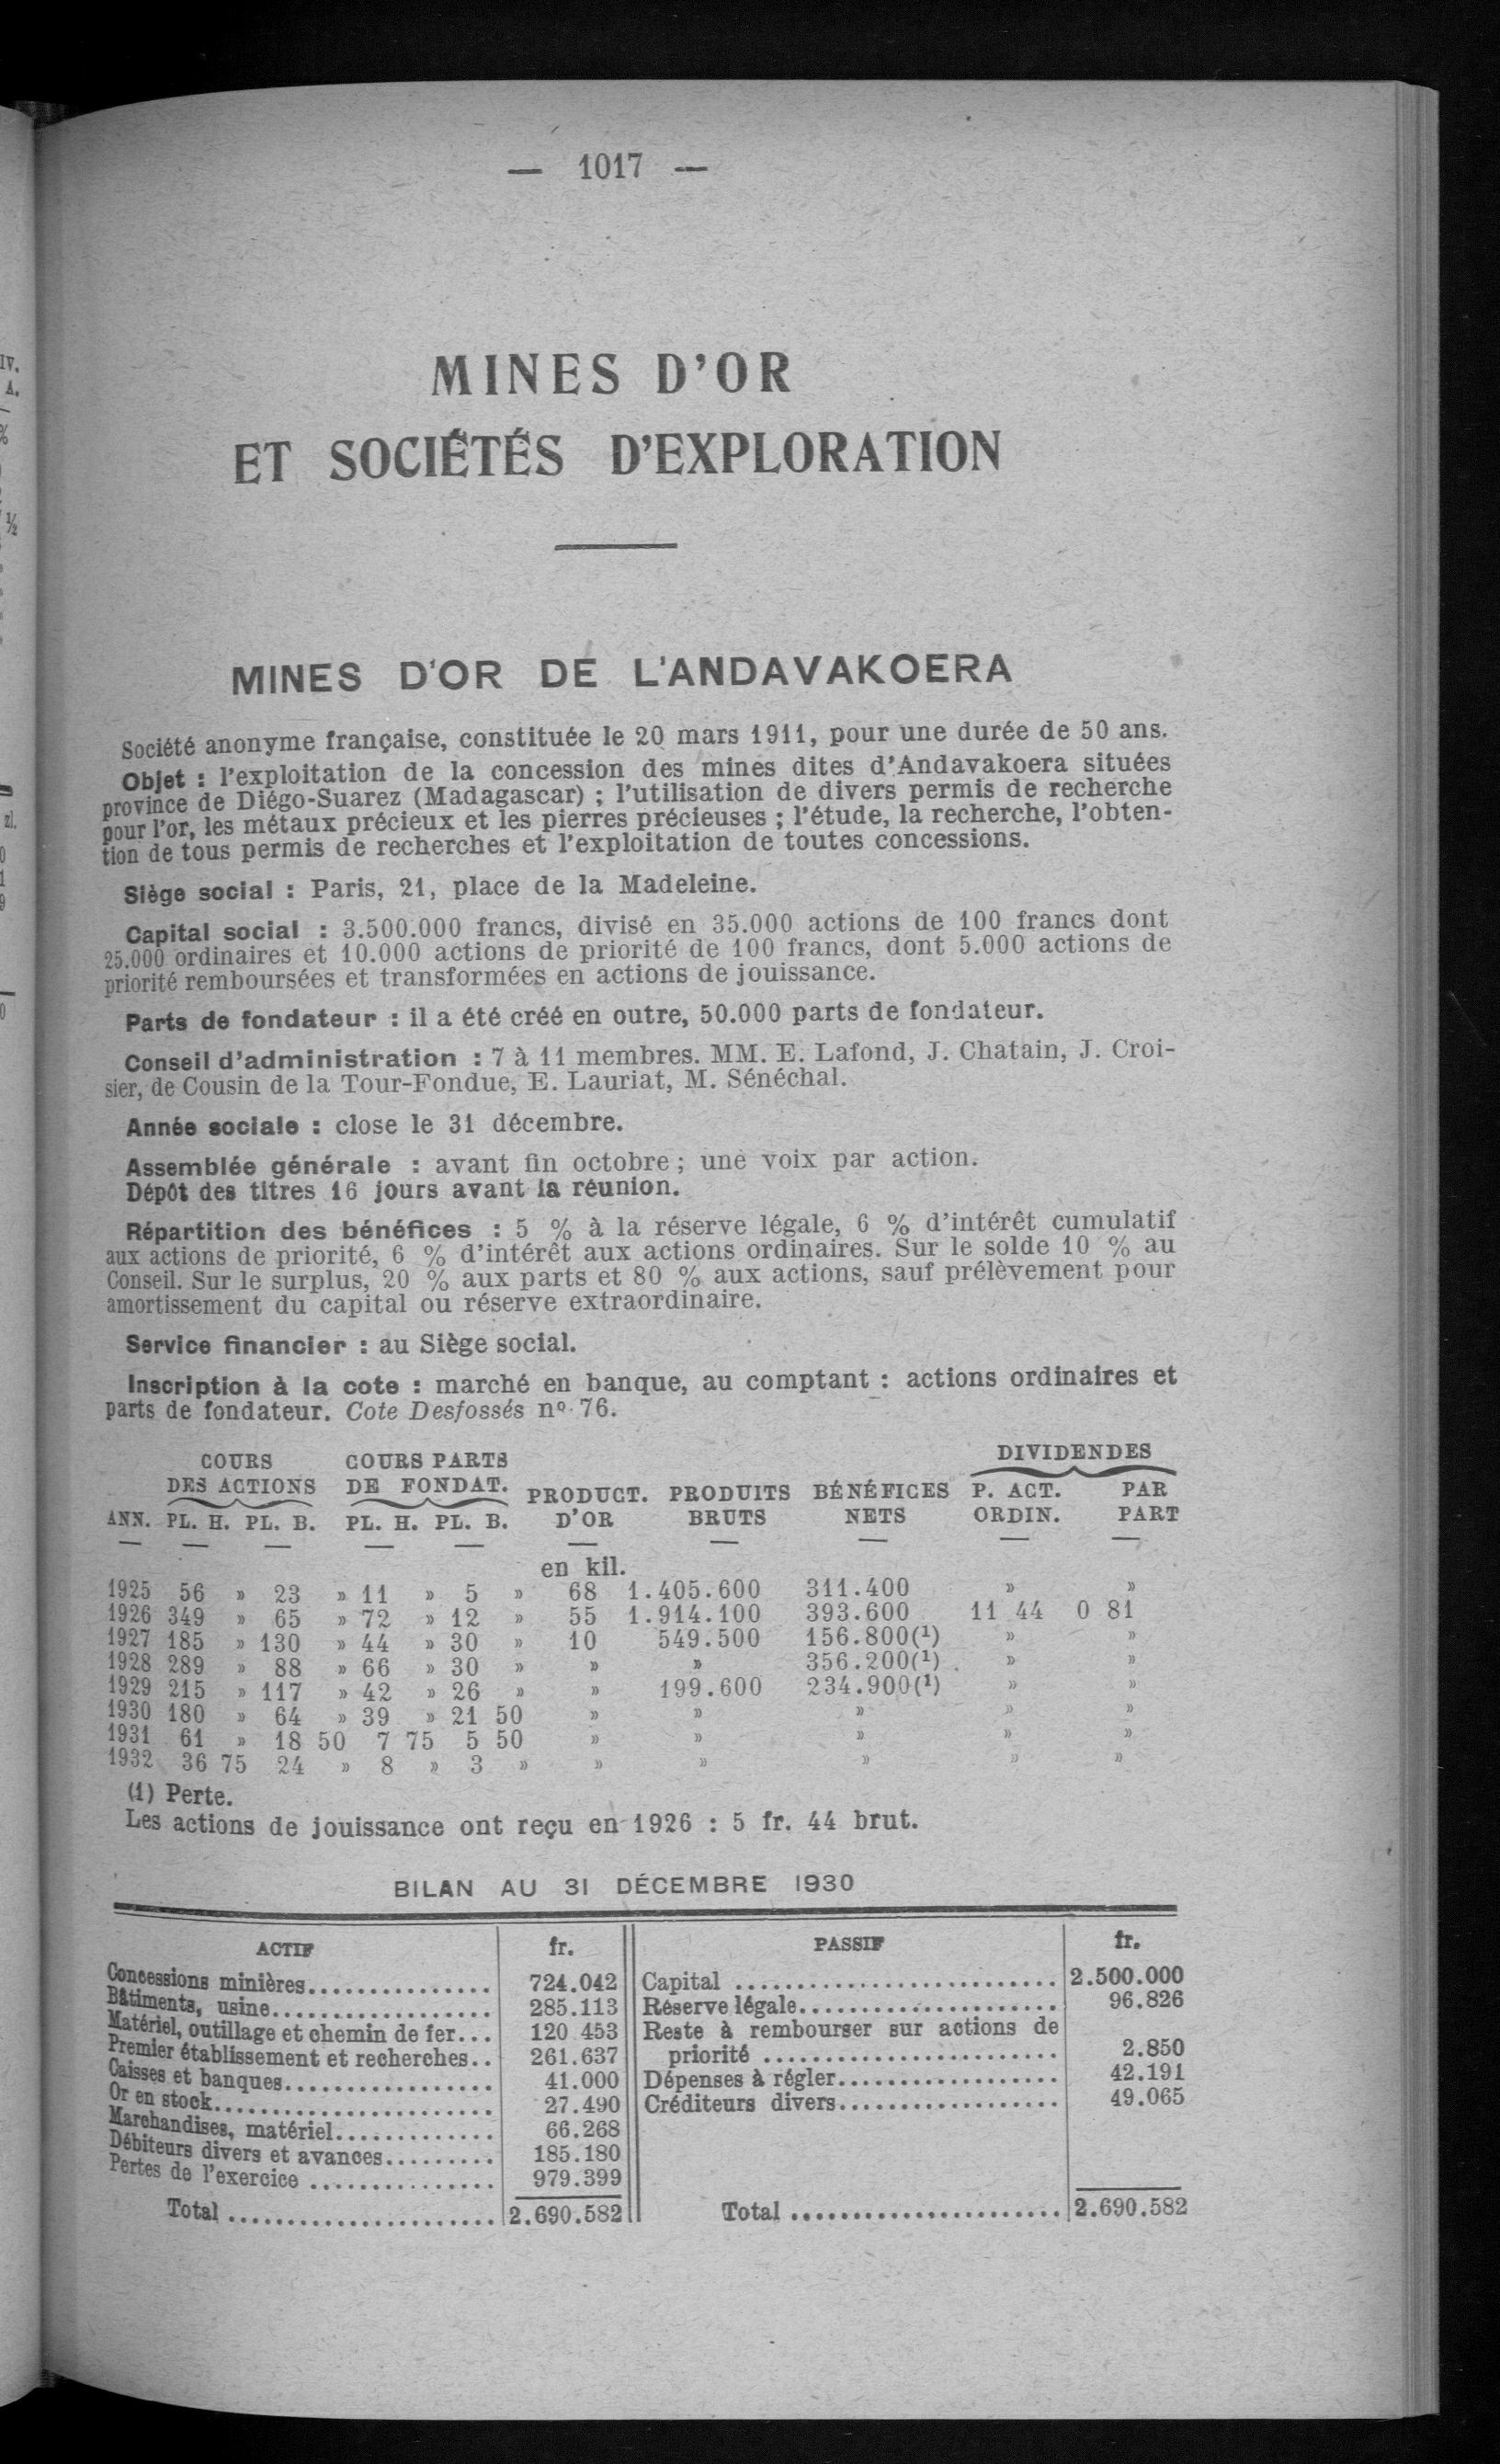 — 1017 —
MINES D'OR
ET SOCIÉTÉS D'EXPLORATION
MINES D'OR DE L'ANDAVAKOERA
Société anonyme française, constituée le 20 mars 1911, pour une durée de 50 ans.
Objet : l'exploitation de la concession des mines dites d'Andavakoera situées
province de Diégo-Suarez (Madagascar) ; l'utilisation de divers permis de recherche
pour l'or, les métaux précieux et les pierres précieuses ; l'étude, la recherche, l'obten-
tion de tous permis de recherches et l'exploitation de toutes concessions.
Siège social : Paris, 21, place de la Madeleine.
Capital social : 3.500.000 francs, divisé en 35.000 actions de 100 francs dont
25.000 ordinaires et 10.000 actions de priorité de 100 francs, dont 5.000 actions de
priorité remboursées et transformées en actions de jouissance.
Parts de fondateur : il a été créé en outre, 50.000 parts de fondateur.
Conseil d'administration : 7 à 11 membres. MM. E. Lafond, J. Chatain, J. Croi-
sier, de Cousin de la Tour-Fondue, E. Lauriat, M. Sénéchal.
Année sociale : close le 31 décembre.
Assemblée générale : avant fin octobre ; une voix par action.
Dépôt des titres 16 jours avant la réunion.
Répartition des bénéfices : 5 % à la réserve légale, 6 % d'intérêt cumulatif
aux actions de priorité, 6 % d'intérêt aux actions ordinaires. Sur le solde 10 % au
Conseil. Sur le surplus, 20 % aux parts et 80 % aux actions, sauf prélèvement pour
amortissement du capital ou réserve extraordinaire.
Service financier : au Siège social.
Inscription à la cote : marché en banque, au comptant : actions ordinaires et
parts de fondateur. Cote Desfossés nº 76.
COURS COURS PARTS DIVIDENDES
DES ACTIONS DE FONDAT. PRODUCT. PRODUITS BÉNÉFICES P. ACT. PAR
ANN. PL. H. PL. B. PL. H. PL. B. D'OR BRUTS NETS ORDIN. PART
en kil.
1925 56 » 23 » 11 » 5 » 68 1.405.600 311.400 » »
1926 349 » 65 » 72 » 12 » 55 1.914.100 393.600 11 44 0 81
1927 185 » 130 » 44 » 30 » 10 549.500 156.800(1) » »
1928 289 » 88 » 66 » 30 » » » 356.200(1) » »
1929 215 » 117 » 42 » 26 » » 199.600 234.900(1) » »
1930 180 » 64 » 39 » 21 50 » » » » »
1931 61 » 18 50 7 75 5 50 » » » » »
1932 36 75 24 » 8 » 3 » » » » » »
(1) Perte.
Les actions de jouissance ont reçu en 1926 : 5 fr. 44 brut.
BILAN AU 31 DÉCEMBRE 1930
ACTIF fr. PASSIF fr.
Concessions minières............... 724.042 Capital .......................... 2.500.000
Bâtiments, usine.................. 285.113 Réserve légale..................... 96.826
Matériel, outillage et chemin de fer... 120 453 Reste à rembourser sur actions de
Premier établissement et recherches.. 261.637 priorité ........................ 2.850
Caisses et banques................. 41.000 Dépenses à régler.................. 42.191
Or en stock....................... 27.490 Créditeurs divers.................. 49.065
Marchandises, matériel............. 66.268
Débiteurs divers et avances......... 185.180
Pertes de l'exercice ............... 979.399
Total ...................... 2.690.582 Total ...................... 2.690.582